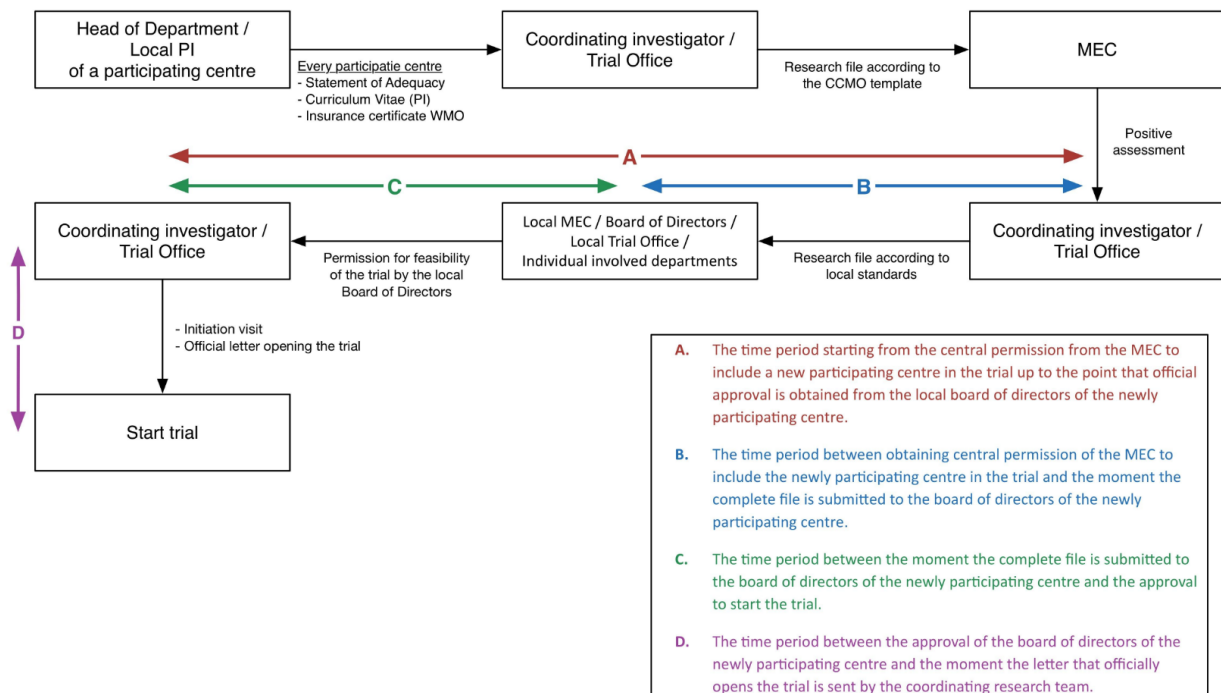 Head of Department /
Local PI
of a participating centre
Every participatie centre
- Statement of Adequacy
- Curriculum Vitae (PI)
- Insurance certificate WMO
Coordinating investigator /
Trial Office
Research file according to
the CCMO template
MEC
Positive
assessment
A
C
B
Coordinating investigator /
Trial Office
Permission for feasibility
of the trial by the local
Board of Directors
Local MEC / Board of Directors /
Local Trial Office /
Individual involved departments
Research file according to
local standards
Coordinating investigator /
Trial Office
D
- Initiation visit
- Official letter opening the trial
Start trial
A. The time period starting from the central permission from the MEC to
include a new participating centre in the trial up to the point that official
approval is obtained from the local board of directors of the newly
participating centre.
B. The time period between obtaining central permission of the MEC to
include the newly participating centre in the trial and the moment the
complete file is submitted to the board of directors of the newly
participating centre.
C. The time period between the moment the complete file is submitted to
the board of directors of the newly participating centre and the approval
to start the trial.
D. The time period between the approval of the board of directors of the
newly participating centre and the moment the letter that officially
opens the trial is sent by the coordinating research team.